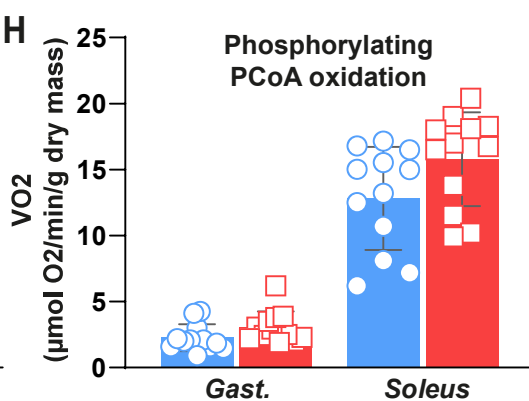 H
Phosphorylating
PCoA oxidation
VO2
(µmol O2/min/g dry mass)
25
20
15
10
5
0
Gast.
Soleus